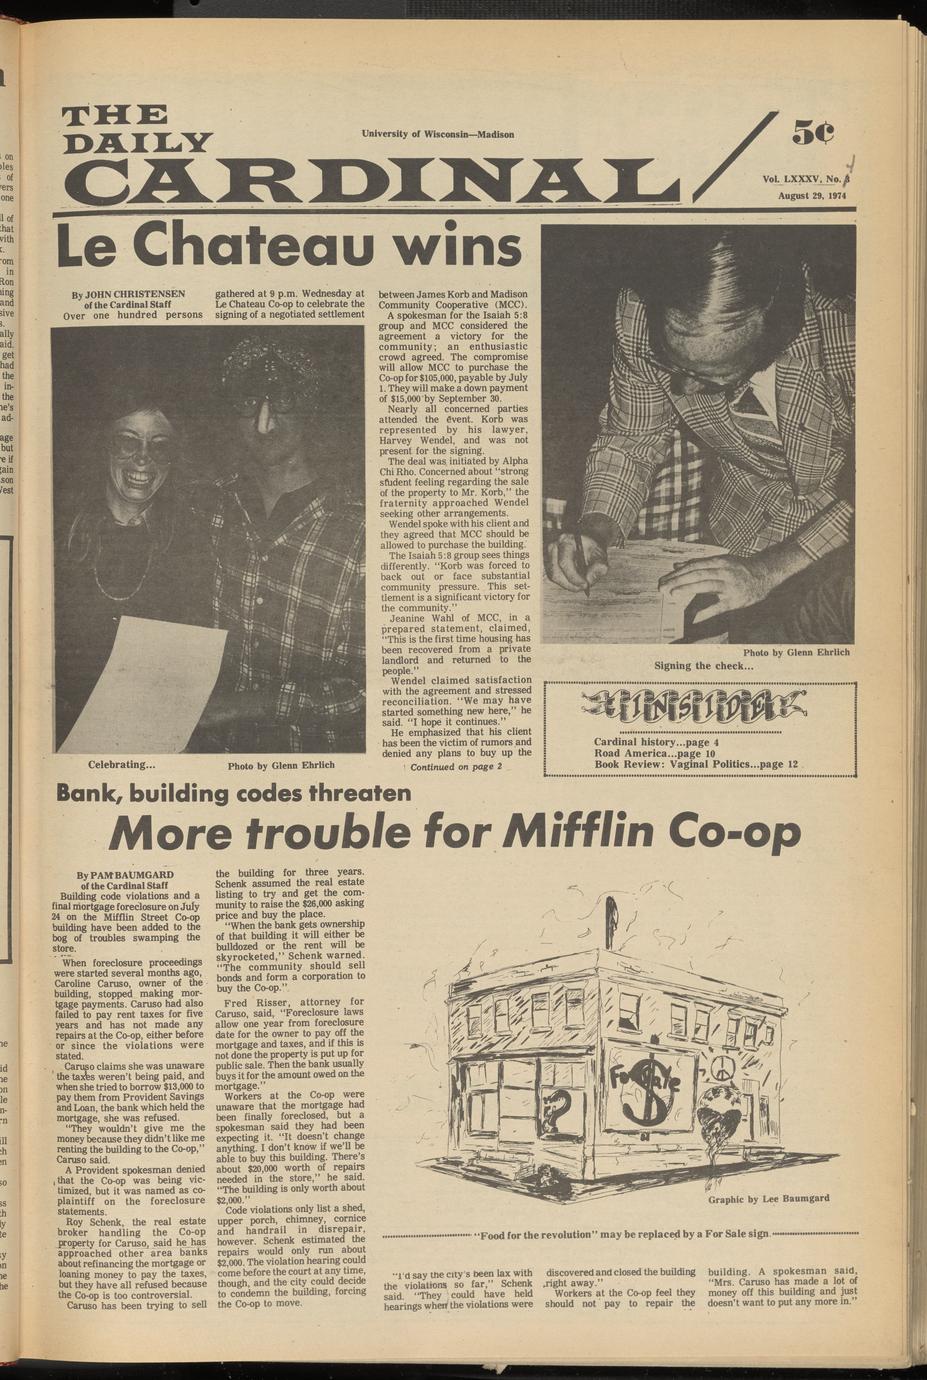 THE
DAILY
CARDINAL
University of Wisconsin—Madison
5¢
Vol. LXXXV, No.
August 29, 1974
Le Chateau wins
By JOHN CHRISTENSEN
of the Cardinal Staff
Over one hundred persons
gathered at 9 p.m. Wednesday at
Le Chateau Co-op to celebrate the
signing of a negotiated settlement
between James Korb and Madison
Community Cooperative (MCC).
A spokesman for the Isaiah 5:8
group and MCC considered the
agreement a victory for the
community; an enthusiastic
crowd agreed. The compromise
will allow MCC to purchase the
Co-op for $105,000, payable by July
1. They will make a down payment
of $15,000 by September 30.
Nearly all concerned parties
attended the event. Korb was
represented by his lawyer,
Harvey Wendel, and was not
present for the signing.
The deal was initiated by Alpha
Chi Rho. Concerned about "strong
student feeling regarding the sale
of the property to Mr. Korb," the
fraternity approached Wendel
seeking other arrangements.
Wendel spoke with his client and
they agreed that MCC should be
allowed to purchase the building.
The Isaiah 5:8 group sees things
differently. "Korb was forced to
back out or face substantial
community pressure. This set-
tlement is a significant victory for
the community."
Jeanine Wahl of MCC, in a
prepared statement, claimed,
"This is the first time housing has
been recovered from a private
landlord and returned to the
people."
Wendel claimed satisfaction
with the agreement and stressed
reconciliation. "We may have
started something new here," he
said. "I hope it continues."
He emphasized that his client
has been the victim of rumors and
denied any plans to buy up the
Continued on page 2
Celebrating...
Photo by Glenn Ehrlich
Photo by Glenn Ehrlich
Signing the check...
INSIDE
Cardinal history...page 4
Road America...page 10
Book Review: Vaginal Politics...page 12
Bank, building codes threaten
More trouble for Mifflin Co-op
By PAM BAUMGARD
of the Cardinal Staff
Building code violations and a
final mortgage foreclosure on July
24 on the Mifflin Street Co-op
building have been added to the
bog of troubles swamping the
store.
When foreclosure proceedings
were started several months ago,
Caroline Caruso, owner of the
building, stopped making mor-
tgage payments. Caruso had also
failed to pay rent taxes for five
years and has not made any
repairs at the Co-op, either before
or since the violations were
stated.
Caruso claims she was unaware
the taxes weren't being paid, and
when she tried to borrow $13,000 to
pay them from Provident Savings
and Loan, the bank which held the
mortgage, she was refused.
"They wouldn't give me the
money because they didn't like me
renting the building to the Co-op,"
Caruso said.
A Provident spokesman denied
that the Co-op was being vic-
timized, but it was named as co-
plaintiff on the foreclosure
statements.
Roy Schenk, the real estate
broker handling the Co-op
property for Caruso, said he has
approached other area banks
about refinancing the mortgage or
loaning money to pay the taxes,
but they have all refused because
the Co-op is too controversial.
Caruso has been trying to sell
the building for three years.
Schenk assumed the real estate
listing to try and get the com-
munity to raise the $26,000 asking
price and buy the place.
"When the bank gets ownership
of that building it will either be
bulldozed or the rent will be
skyrocketed," Schenk warned.
"The community should sell
bonds and form a corporation to
buy the Co-op."
Fred Risser, attorney for
Caruso, said, "Foreclosure laws
allow one year from foreclosure
date for the owner to pay off the
mortgage and taxes, and if this is
not done the property is put up for
public sale. Then the bank usually
buys it for the amount owed on the
mortgage."
Workers at the Co-op were
unaware that the mortgage had
been finally foreclosed, but a
spokesman said they had been
expecting it. "It doesn't change
anything. I don't know if we'll be
able to buy this building. There's
about $20,000 worth of repairs
needed in the store," he said.
"The building is only worth about
$2,000."
Code violations only list a shed,
upper porch, chimney, cornice
and handrail in disrepair,
however. Schenk estimated the
repairs would only run about
$2,000. The violation hearing could
come before the court at any time,
though, and the city could decide
to condemn the building, forcing
the Co-op to move.
For Sale
$
?
Graphic by Lee Baumgard
"Food for the revolution" may be replaced by a For Sale sign.
"I'd say the city's been lax with
the violations so far," Schenk
said. "They could have held
hearings when the violations were
discovered and closed the building
right away."
Workers at the Co-op feel they
should not pay to repair the
building. A spokesman said,
"Mrs. Caruso has made a lot of
money off this building and just
doesn't want to put any more in."